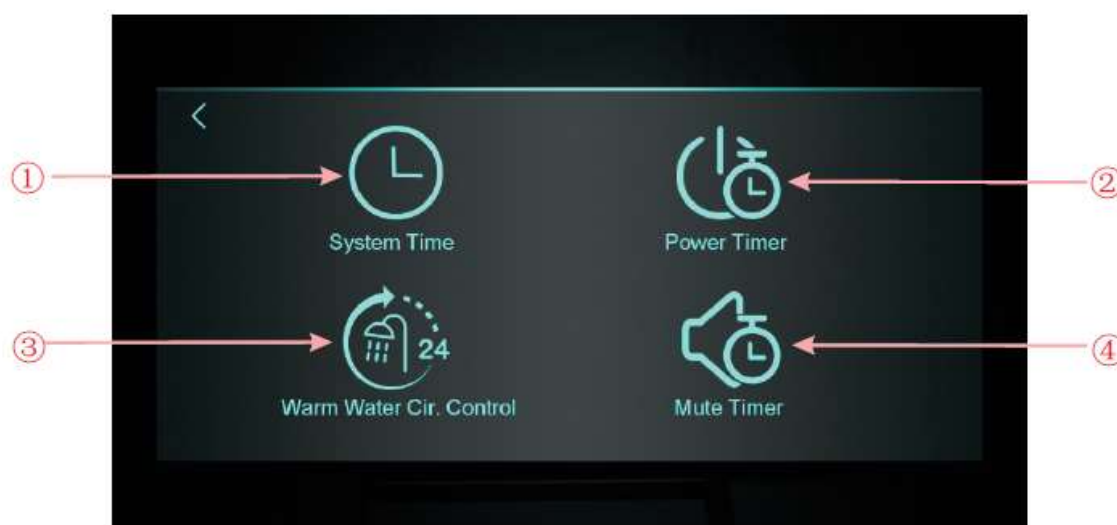 ①
System Time
②
Power Timer
③
24
Warm Water Cir. Control
④
Mute Timer